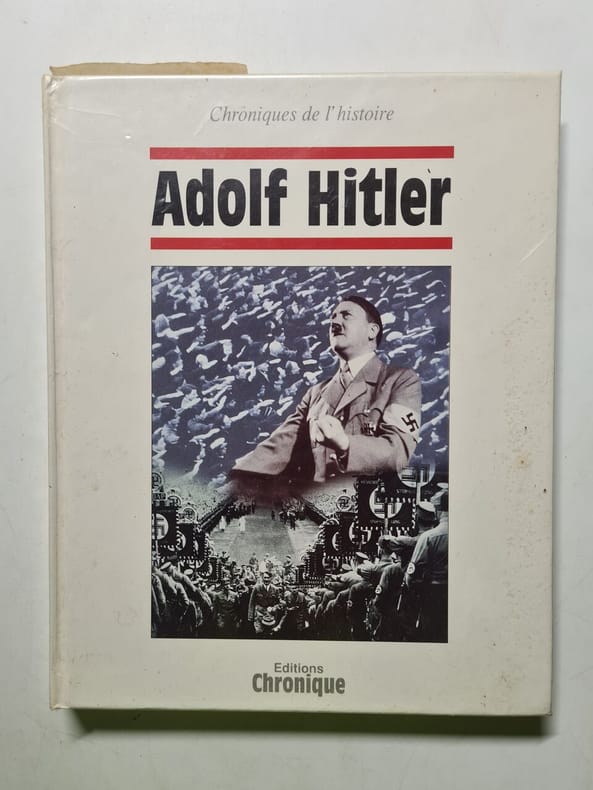 Chroniques de l'histoire
Adolf Hitler
Editions
Chronique